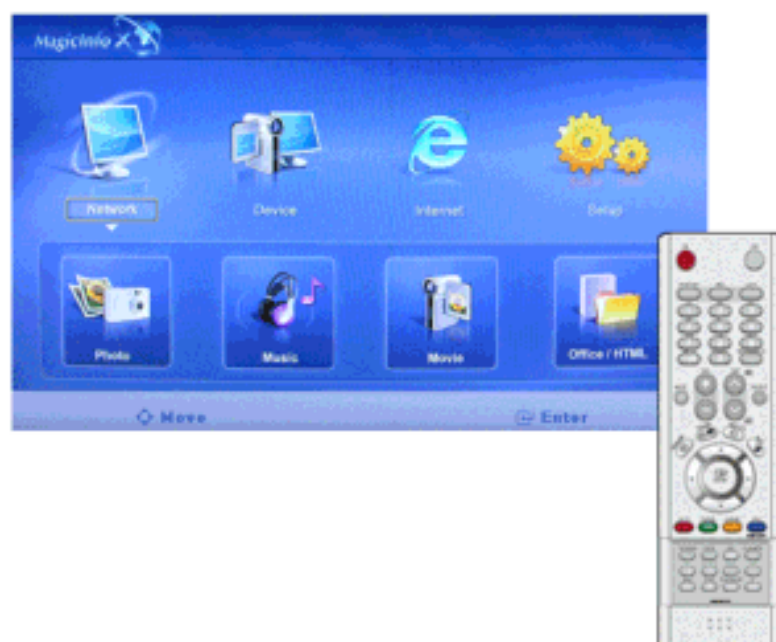 MagicInfo X
Network Device Internet Setup
Photo Music Movie Office / HTML
Move Enter